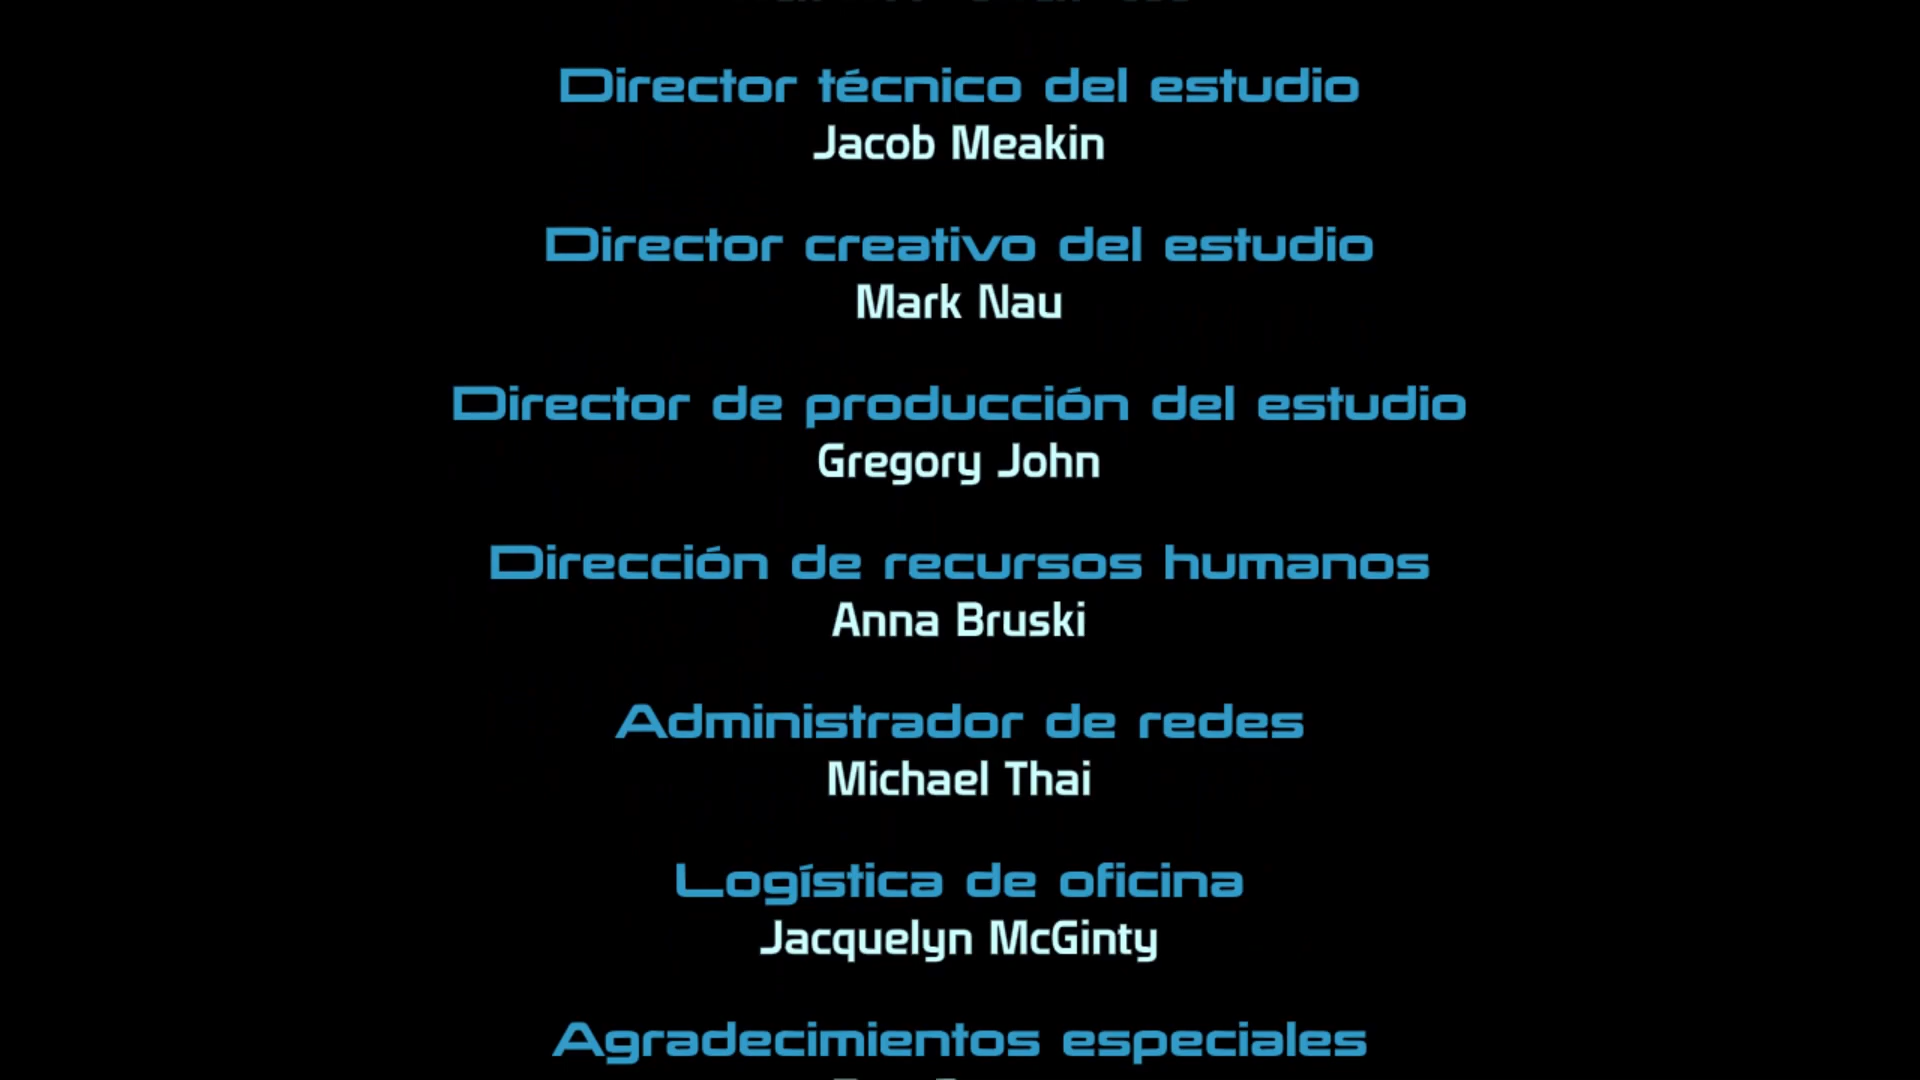 Director técnico del estudio
Jacob Meakin
Director creativo del estudio
Mark Nau
Director de producción del estudio
Gregory John
Dirección de recursos humanos
Anna Bruski
Administrador de redes
Michael Thai
Logística de oficina
Jacquelyn McGinty
Agradecimientos especiales